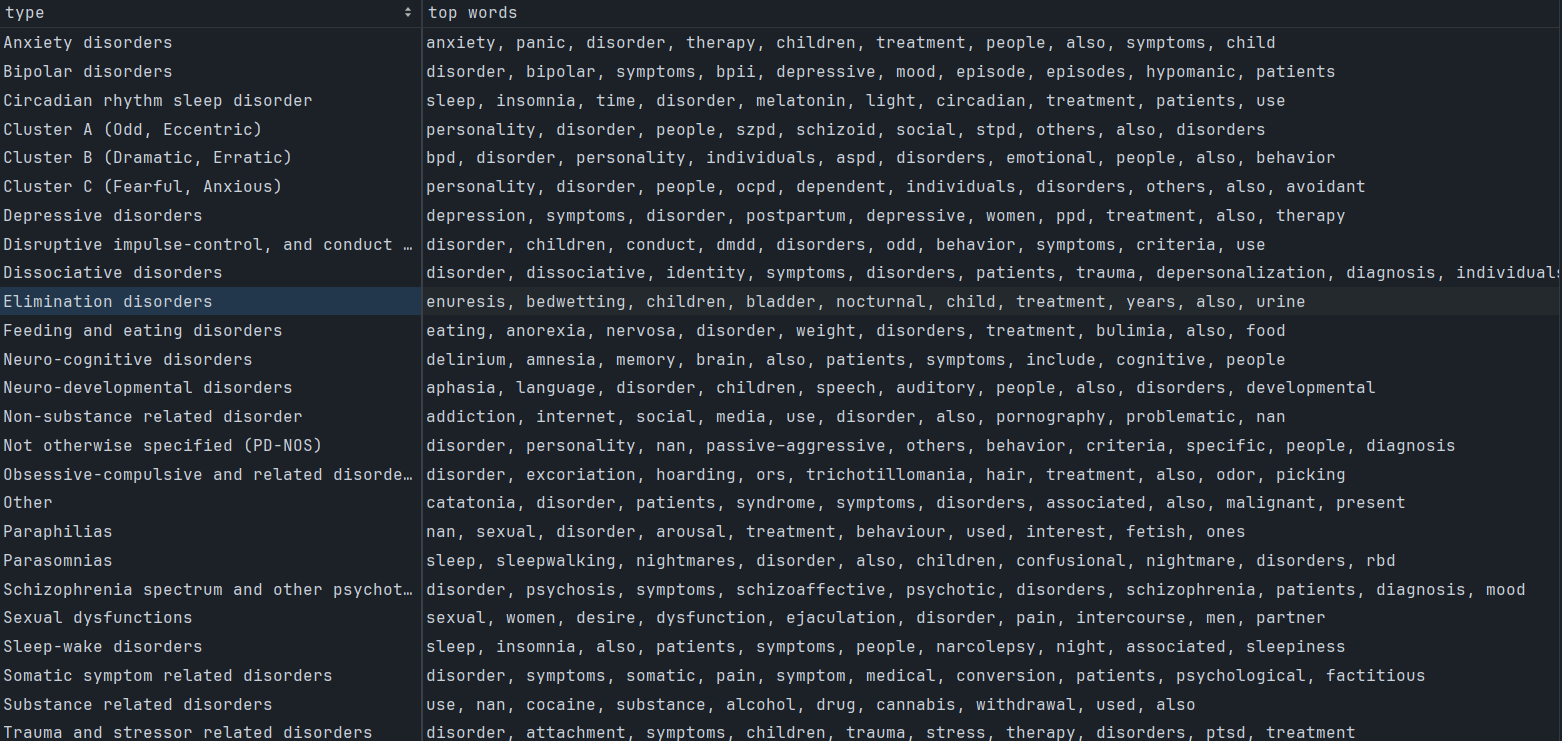 type top words
Anxiety disorders anxiety, panic, disorder, therapy, children, treatment, people, also, symptoms, child
Bipolar disorders disorder, bipolar, symptoms, bpii, depressive, mood, episode, episodes, hypomanic, patients
Circadian rhythm sleep disorder sleep, insomnia, time, disorder, melatonin, light, circadian, treatment, patients, use
Cluster A (Odd, Eccentric) personality, disorder, people, szpd, schizoid, social, stpd, others, also, disorders
Cluster B (Dramatic, Erratic) bpd, disorder, personality, individuals, aspd, disorders, emotional, people, also, behavior
Cluster C (Fearful, Anxious) personality, disorder, people, ocpd, dependent, individuals, disorders, others, also, avoidant
Depressive disorders depression, symptoms, disorder, postpartum, depressive, women, ppd, treatment, also, therapy
Disruptive impulse-control, and conduct … disorder, children, conduct, dmdd, disorders, odd, behavior, symptoms, criteria, use
Dissociative disorders disorder, dissociative, identity, symptoms, disorders, patients, trauma, depersonalization, diagnosis, individuals
Elimination disorders enuresis, bedwetting, children, bladder, nocturnal, child, treatment, years, also, urine
Feeding and eating disorders eating, anorexia, nervosa, disorder, weight, disorders, treatment, bulimia, also, food
Neuro-cognitive disorders delirium, amnesia, memory, brain, also, patients, symptoms, include, cognitive, people
Neuro-developmental disorders aphasia, language, disorder, children, speech, auditory, people, also, disorders, developmental
Non-substance related disorder addiction, internet, social, media, use, disorder, also, pornography, problematic, nan
Not otherwise specified (PD-NOS) disorder, personality, nan, passive-aggressive, others, behavior, criteria, specific, people, diagnosis
Obsessive-compulsive and related disorde… disorder, excoriation, hoarding, ors, trichotillomania, hair, treatment, also, odor, picking
Other catatonia, disorder, patients, syndrome, symptoms, disorders, associated, also, malignant, present
Paraphilias nan, sexual, disorder, arousal, treatment, behaviour, used, interest, fetish, ones
Parasomnias sleep, sleepwalking, nightmares, disorder, also, children, confusional, nightmare, disorders, rbd
Schizophrenia spectrum and other psychot… disorder, psychosis, symptoms, schizoaffective, psychotic, disorders, schizophrenia, patients, diagnosis, mood
Sexual dysfunctions sexual, women, desire, dysfunction, ejaculation, disorder, pain, intercourse, men, partner
Sleep-wake disorders sleep, insomnia, also, patients, symptoms, people, narcolepsy, night, associated, sleepiness
Somatic symptom related disorders disorder, symptoms, somatic, pain, symptom, medical, conversion, patients, psychological, factitious
Substance related disorders use, nan, cocaine, substance, alcohol, drug, cannabis, withdrawal, used, also
Trauma and stressor related disorders disorder, attachment, symptoms, children, trauma, stress, therapy, disorders, ptsd, treatment